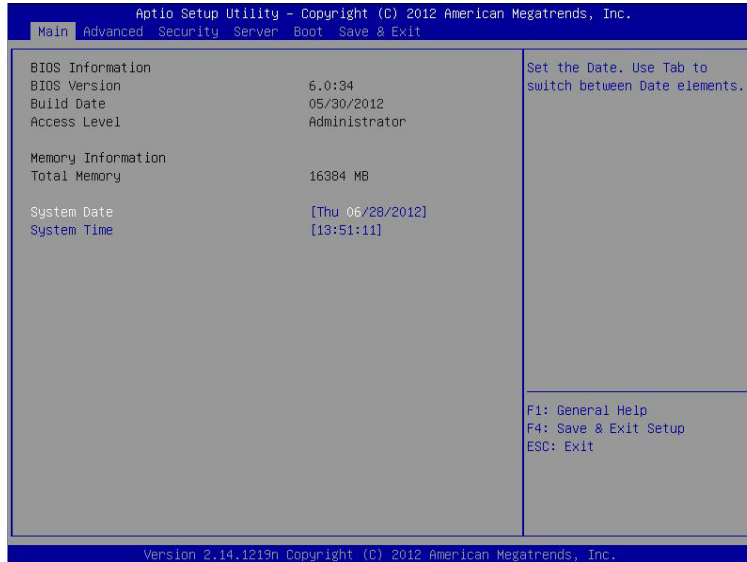 Aptio Setup Utility - Copyright (C) 2012 American Megatrends, Inc.
Main Advanced Security Server Boot Save & Exit
BIOS Information
BIOS Version 6.0:34
Build Date 05/30/2012
Access Level Administrator
Memory Information
Total Memory 16384 MB
System Date [Thu 06/28/2012]
System Time [13:51:11]
Set the Date. Use Tab to
switch between Date elements.
F1: General Help
F4: Save & Exit Setup
ESC: Exit
Version 2.14.1219n Copyright (C) 2012 American Megatrends, Inc.